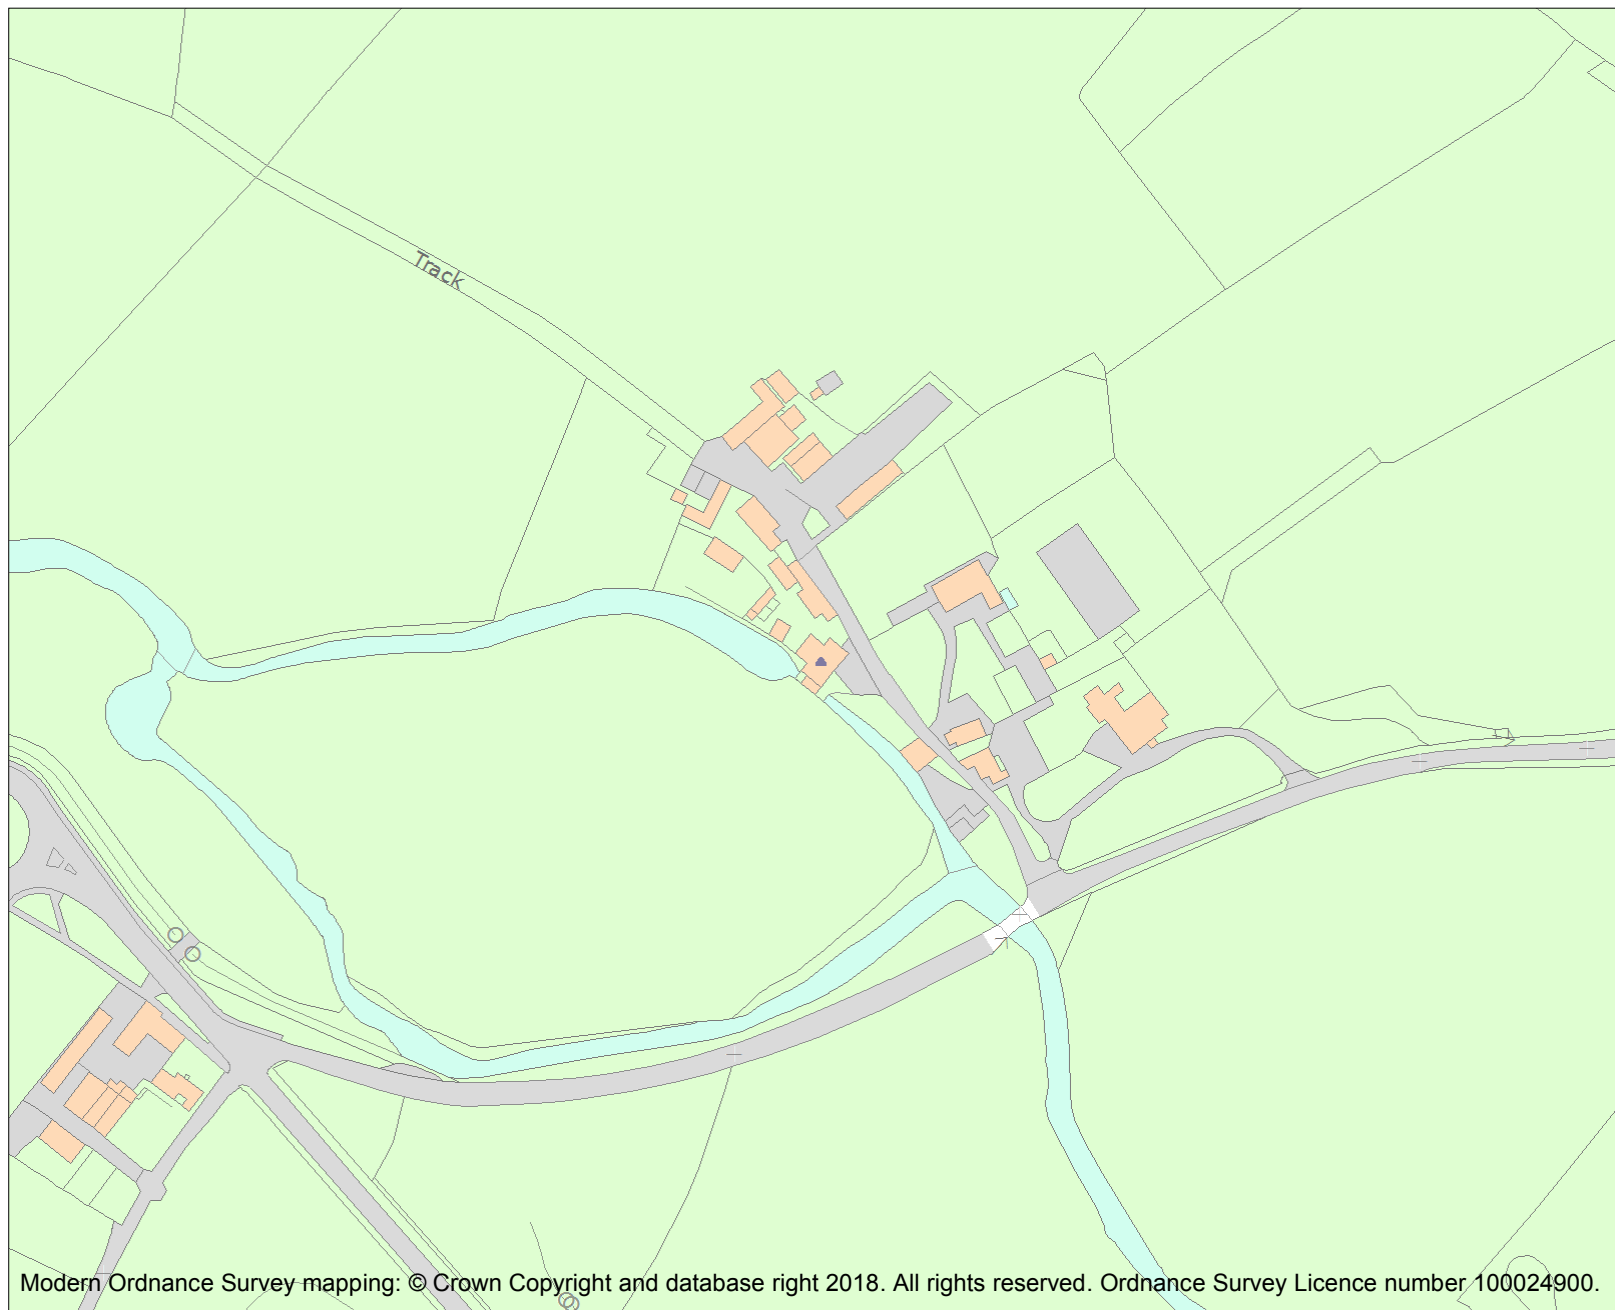 Track
Modern Ordnance Survey mapping: © Crown Copyright and database right 2018. All rights reserved. Ordnance Survey Licence number 100024900.